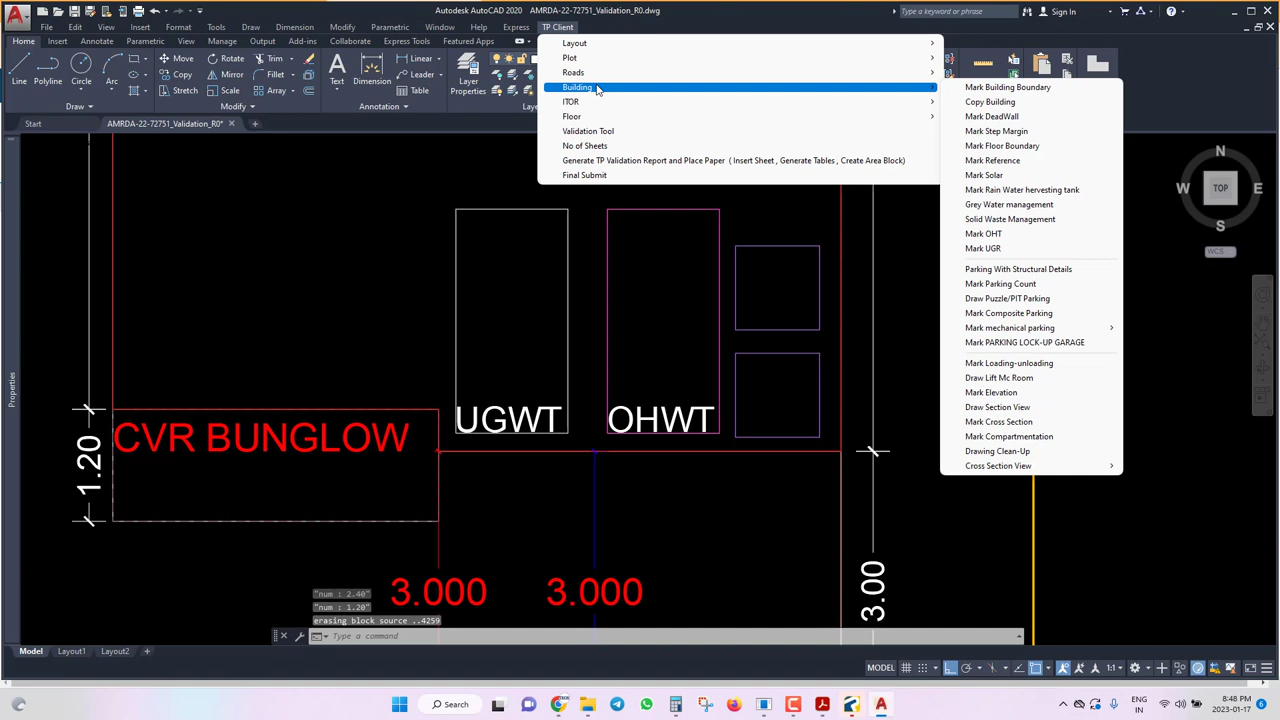 Autodesk AutoCAD 2020 AMRDA-22-72751_Validation_R0.dwg
Type a keyword or phrase
Sign In
File Edit View Insert Format Tools Draw Dimension Modify Parametric Window Help Express TP Client
Home Insert Annotate Parametric View Manage Output Add-ins Collaborate Express Tools Featured Apps
Line Polyline Circle Arc
Move
Copy
Stretch
Rotate
Mirror
Scale
Trim
Fillet
Array
Text Dimension
Linear
Leader
Table
Layer Properties
Draw Modify Annotation
Start AMRDA-22-72751_Validation_R0*
Layout
Plot
Roads
Building
ITOR
Floor
Validation Tool
No of Sheets
Generate TP Validation Report and Place Paper ( Insert Sheet , Generate Tables , Create Area Block)
Final Submit
Mark Building Boundary
Copy Building
Mark DeadWall
Mark Step Margin
Mark Floor Boundary
Mark Reference
Mark Solar
Mark Rain Water hervesting tank
Grey Water management
Solid Waste Management
Mark OHT
Mark UGR
Parking With Structural Details
Mark Parking Count
Draw Puzzle/PIT Parking
Mark Composite Parking
Mark mechanical parking
Mark PARKING LOCK-UP GARAGE
Mark Loading-unloading
Draw Lift Mc Room
Mark Elevation
Draw Section View
Mark Cross Section
Mark Compartmentation
Drawing Clean-Up
Cross Section View
N
W TOP E
S
WCS
Properties
UGWT OHWT
CVR BUNGLOW
1.20
3.000 3.000
3.00
"num : 2.40"
"num : 1.20"
erasing block source ..4259
Type a command
Model Layout1 Layout2
MODEL
1:1
Search
ENG
IN
8:48 PM
2023-01-17